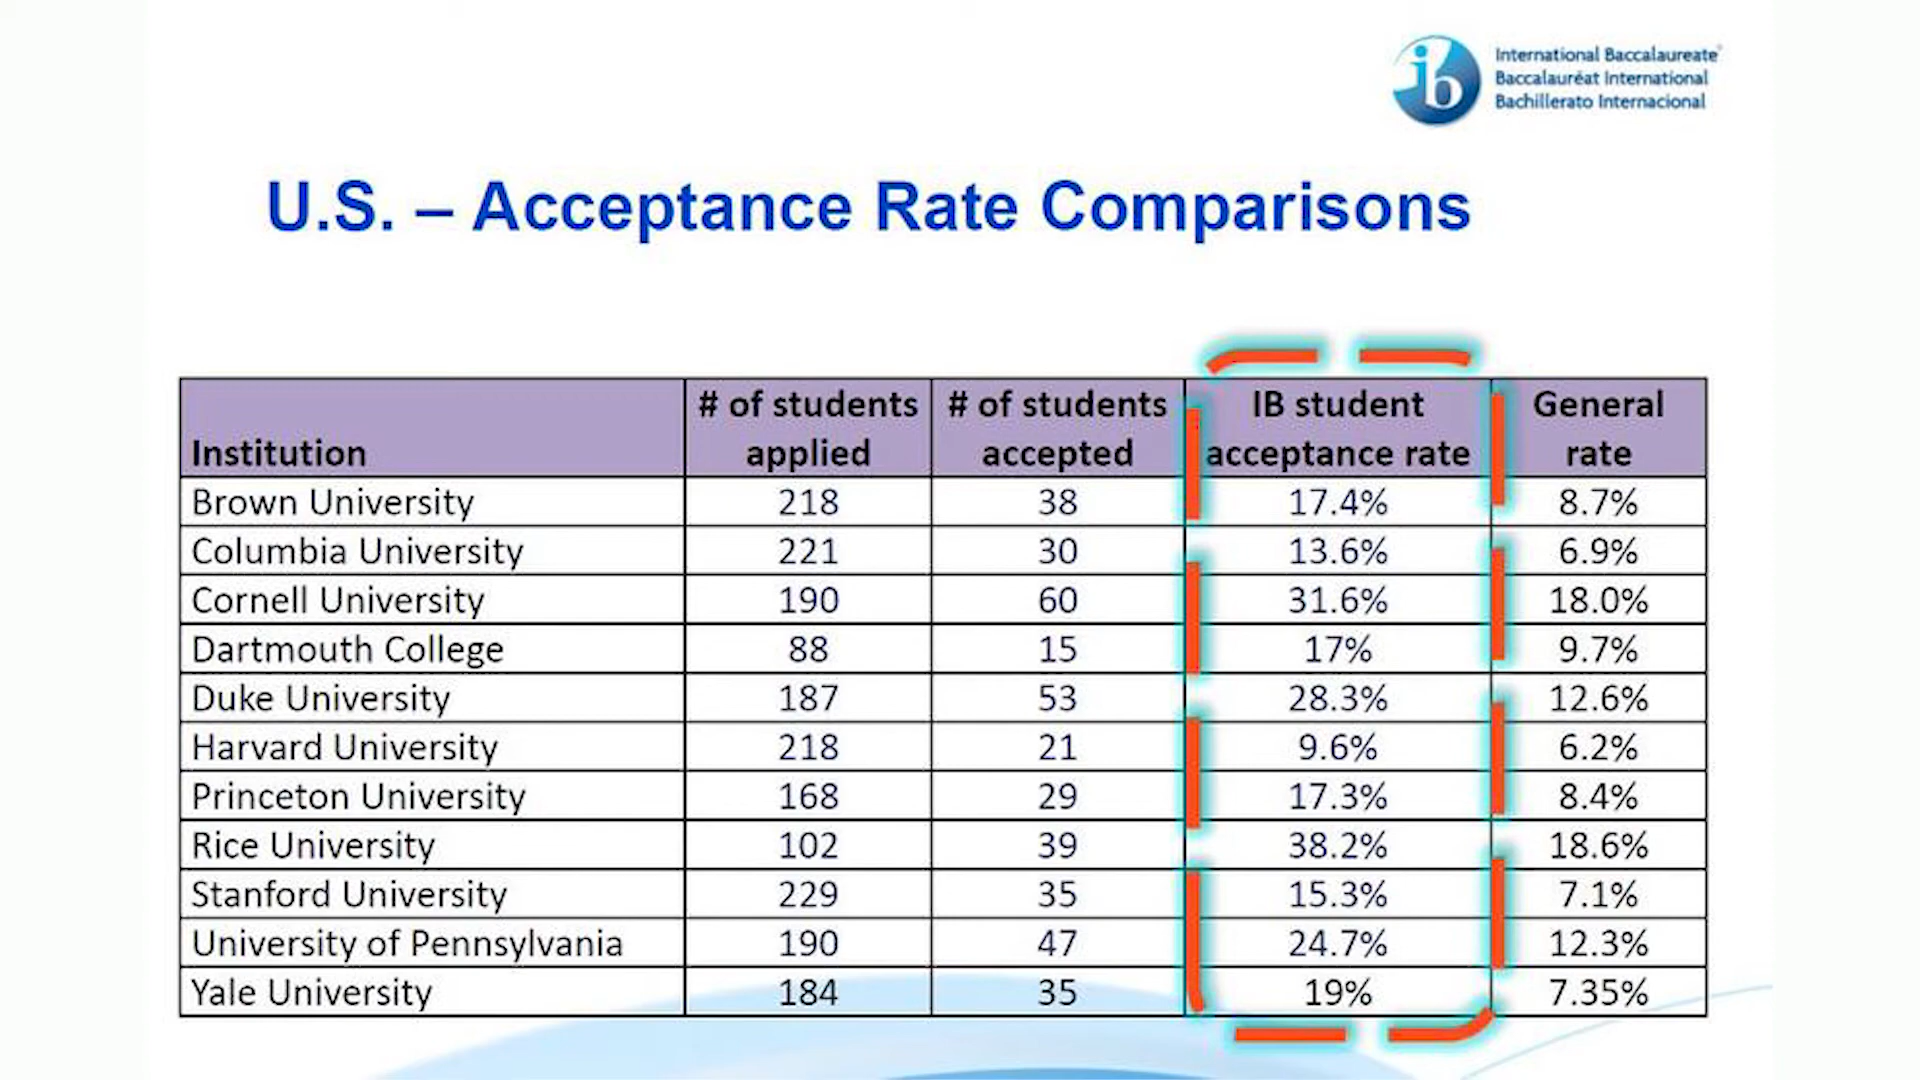 International Baccalaureate®
Baccalauréat International
Bachillerato Internacional
U.S. – Acceptance Rate Comparisons
Institution # of students applied # of students accepted IB student acceptance rate General rate
Brown University 218 38 17.4% 8.7%
Columbia University 221 30 13.6% 6.9%
Cornell University 190 60 31.6% 18.0%
Dartmouth College 88 15 17% 9.7%
Duke University 187 53 28.3% 12.6%
Harvard University 218 21 9.6% 6.2%
Princeton University 168 29 17.3% 8.4%
Rice University 102 39 38.2% 18.6%
Stanford University 229 35 15.3% 7.1%
University of Pennsylvania 190 47 24.7% 12.3%
Yale University 184 35 19% 7.35%